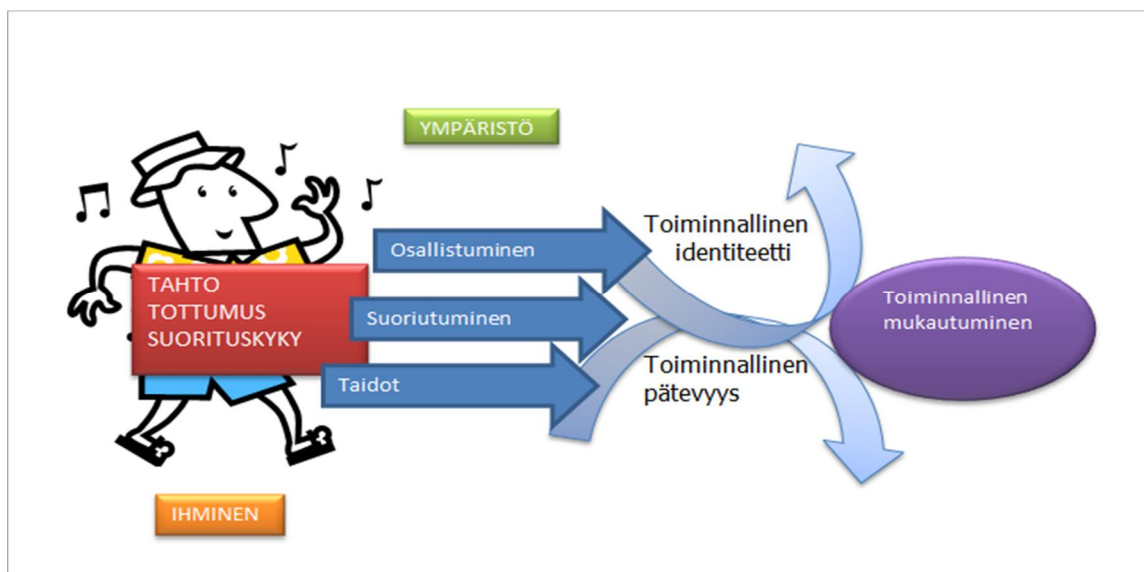 YMPÄRISTÖ
TAHTO
TOTTUMUS
SUORITUSKYKY
Osallistuminen
Suoriutuminen
Taidot
Toiminnallinen
identiteetti
Toiminnallinen
pätevyys
Toiminnallinen
mukautuminen
IHMINEN